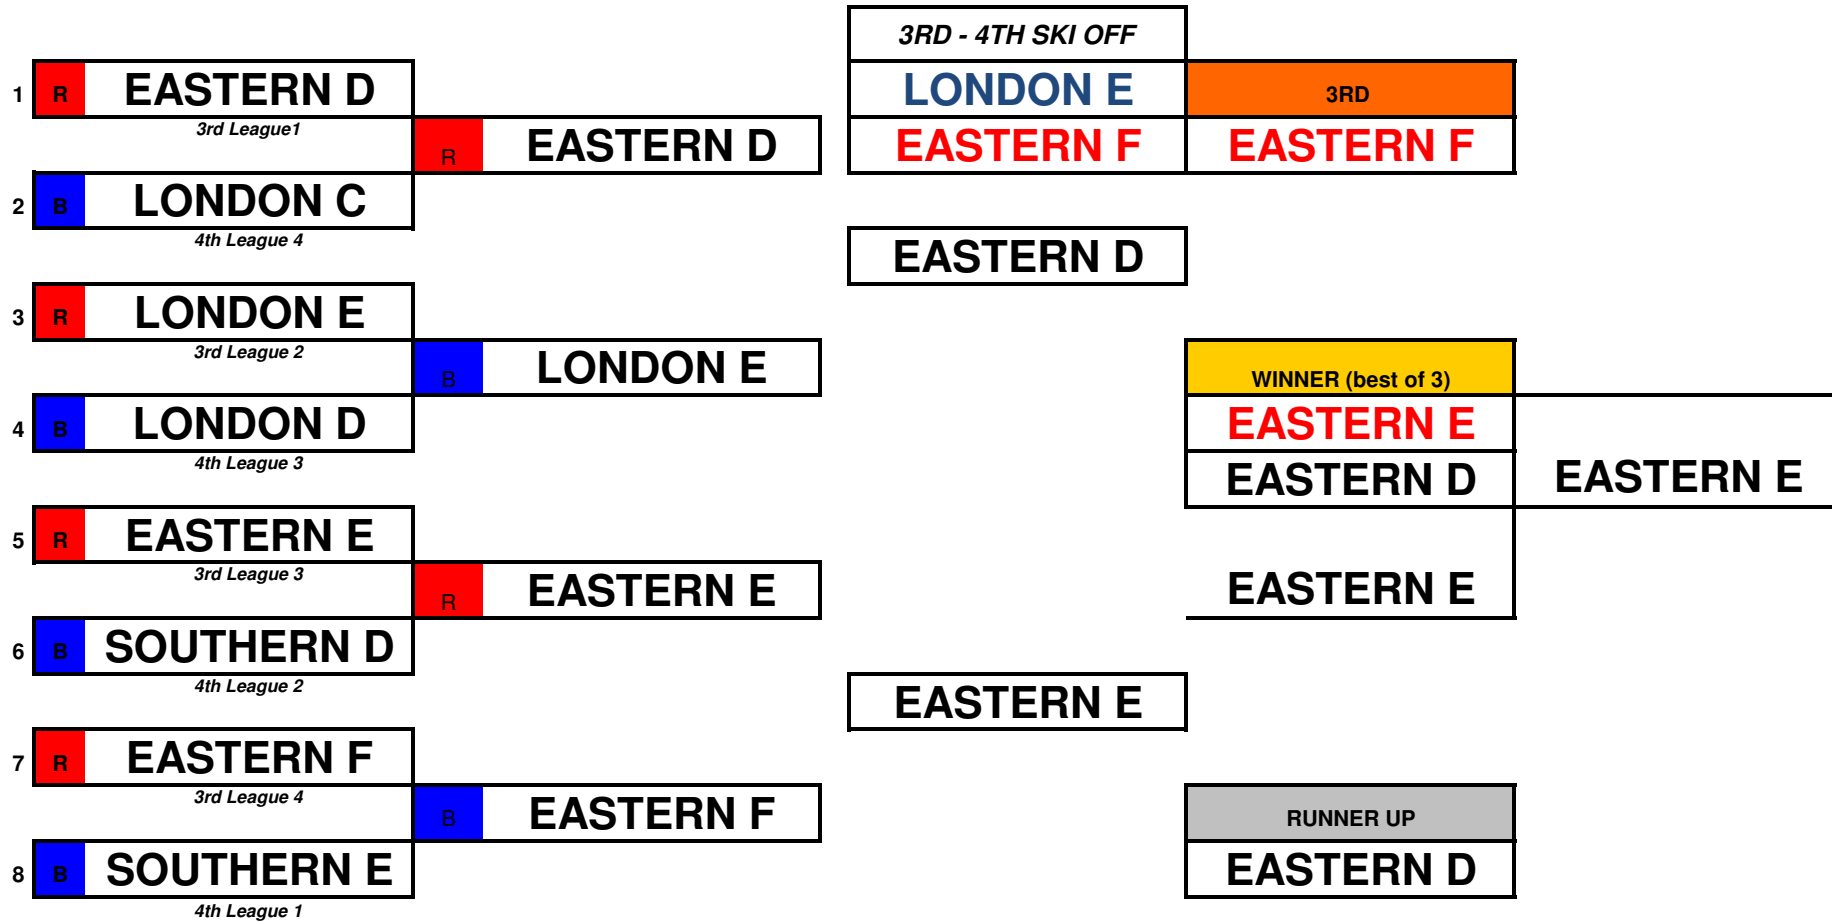 3RD - 4TH SKI OFF
1 R EASTERN D LONDON E 3RD
3rd League1
R EASTERN D EASTERN F EASTERN F
2 B LONDON C
4th League 4
EASTERN D
3 R LONDON E
3rd League 2
B LONDON E WINNER (best of 3)
4 B LONDON D EASTERN E
4th League 3
EASTERN D EASTERN E
5 R EASTERN E
3rd League 3
R EASTERN E EASTERN E
6 B SOUTHERN D
4th League 2
EASTERN E
7 R EASTERN F
3rd League 4
B EASTERN F RUNNER UP
8 B SOUTHERN E EASTERN D
4th League 1